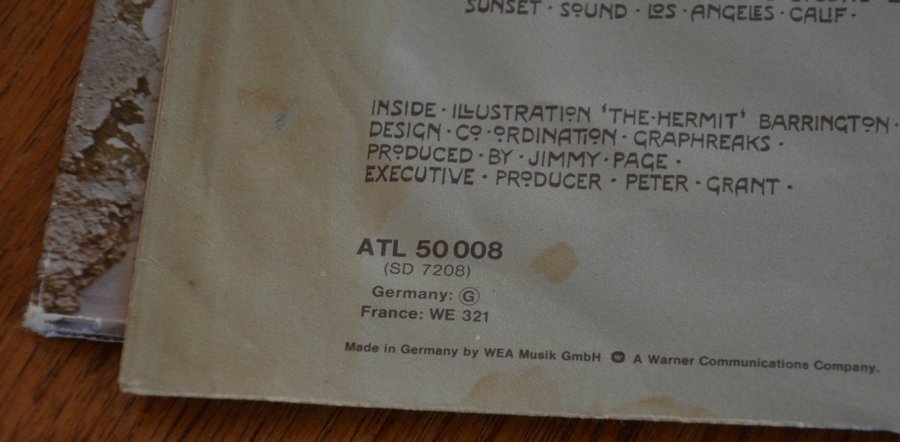 SUNSET · SOUND · LOS · ANGELES · CALIF ·
INSIDE · ILLUSTRATION 'THE · HERMIT' BARRINGTON ·
DESIGN · CO · ORDINATION · GRAPHREAKS ·
PRODUCED · BY · JIMMY · PAGE ·
EXECUTIVE · PRODUCER · PETER · GRANT ·
ATL 50 008
(SD 7208)
Germany: Ⓖ
France: WE 321
Made in Germany by WEA Musik GmbH ⓦ A Warner Communications Company.